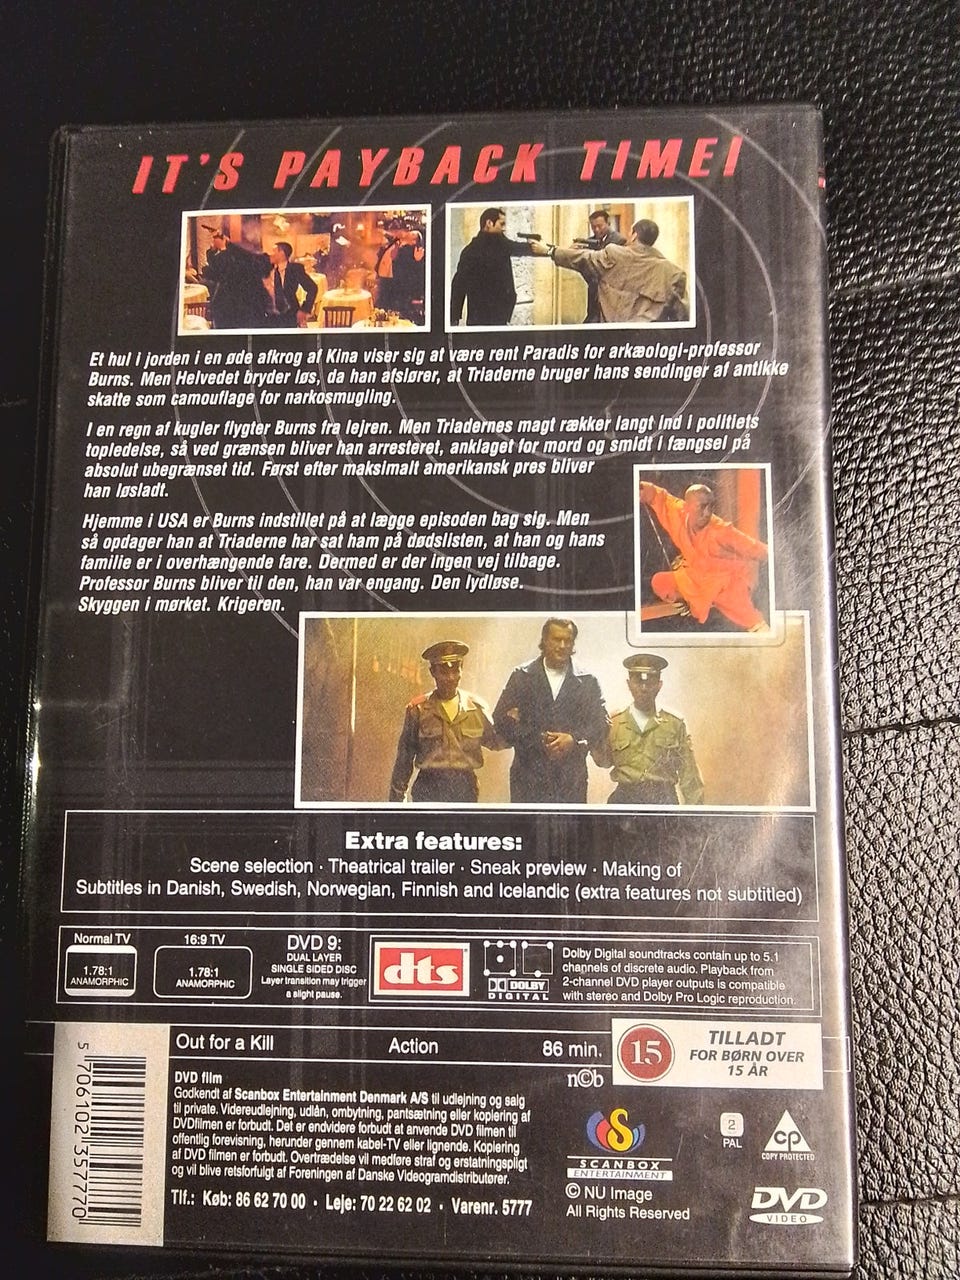 IT'S PAYBACK TIME!
Et hul i jorden i en øde afkrog af Kina viser sig at være rent Paradis for arkæologi-professor
Burns. Men Helvedet bryder løs, da han afslører, at Triaderne bruger hans sendinger af antikke
skatte som camouflage for narkosmugling.
I en regn af kugler flygter Burns fra lejren. Men Triadernes magt rækker langt ind i politiets
topledelse, så ved grænsen bliver han arresteret, anklaget for mord og smidt i fængsel på
absolut ubegrænset tid. Først efter maksimalt amerikansk pres bliver
han løsladt.
Hjemme i USA er Burns indstillet på at lægge episoden bag sig. Men
så opdager han at Triaderne har sat ham på dødslisten, at han og hans
familie er i overhængende fare. Dermed er der ingen vej tilbage.
Professor Burns bliver til den, han var engang. Den lydløse.
Skyggen i mørket. Krigeren.
Extra features:
Scene selection · Theatrical trailer · Sneak preview · Making of
Subtitles in Danish, Swedish, Norwegian, Finnish and Icelandic (extra features not subtitled)
Normal TV
1.78:1
ANAMORPHIC
16:9 TV
1.78:1
ANAMORPHIC
DVD 9:
DUAL LAYER
SINGLE SIDED DISC
Layer transition may trigger
a slight pause.
dts
DOLBY
DIGITAL
Dolby Digital soundtracks contain up to 5.1
channels of discrete audio. Playback from
2-channel DVD player outputs is compatible
with stereo and Dolby Pro Logic reproduction.
Out for a Kill
Action
86 min.
15
TILLADT
FOR BØRN OVER
15 ÅR
DVD film
Godkendt af Scanbox Entertainment Denmark A/S til udlejning og salg
til private. Videreudlejning, udlån, ombytning, pantsætning eller kopiering af
DVDfilmen er forbudt. Det er endvidere forbudt at anvende DVD filmen til
offentlig forevisning, herunder gennem kabel-TV eller lignende. Kopiering
af DVD filmen er forbudt. Overtrædelse vil medføre straf og erstatningspligt
og vil blive retsforfulgt af Foreningen af Danske Videogramdistributører.
Tlf.: Køb: 86 62 70 00 · Leje: 70 22 62 02 · Varenr. 5777
n©b
S
SCANBOX
ENTERTAINMENT
© NU Image
All Rights Reserved
2
PAL
cp
COPY PROTECTED
DVD
VIDEO
5 706102 357770